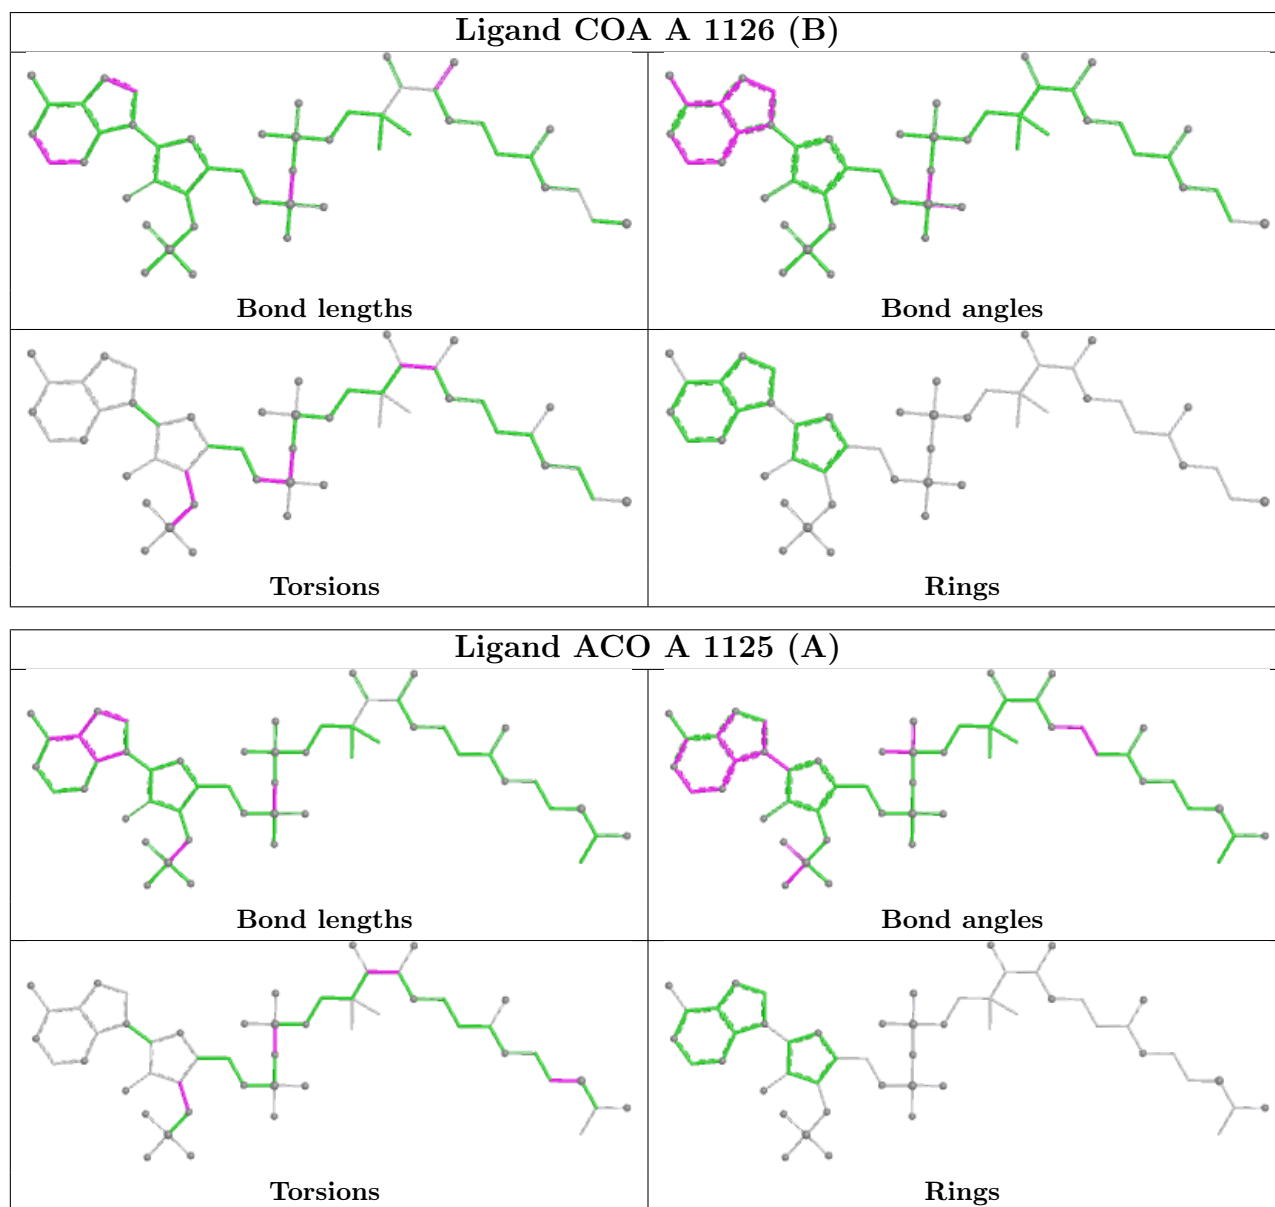 Ligand COA A 1126 (B)
Bond lengths
Bond angles
Torsions
Rings
Ligand ACO A 1125 (A)
Bond lengths
Bond angles
Torsions
Rings